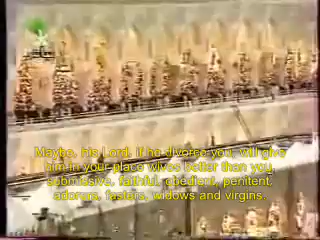 Maybe, his Lord, if he divorce you, will give
him in your place wives better than you,
submissive, faithful, obedient, penitent,
adorers, fasters, widows and virgins.